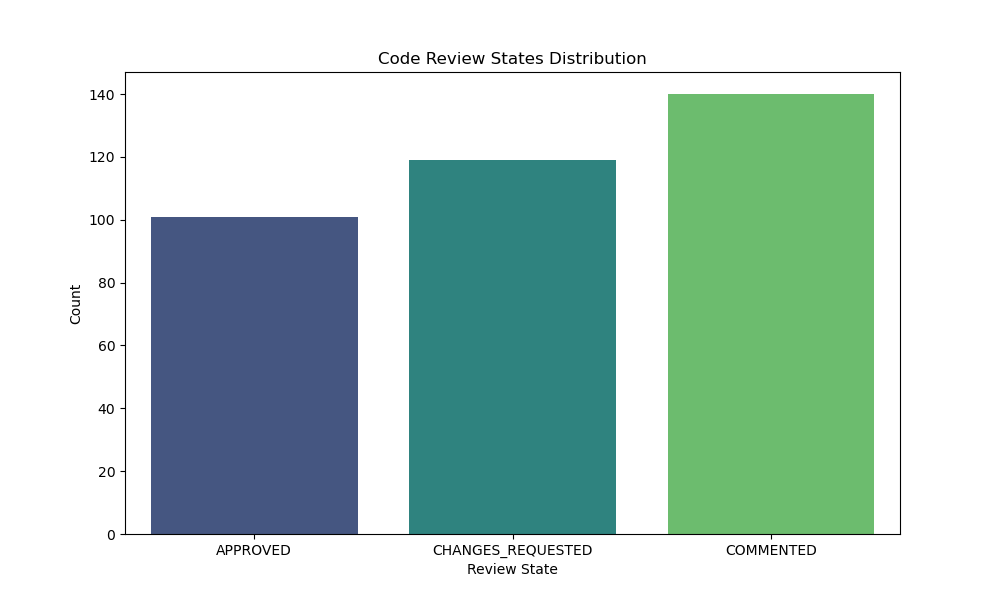 Code Review States Distribution
140
120
100
80
60
40
20
0
Count
APPROVED CHANGES_REQUESTED COMMENTED
Review State